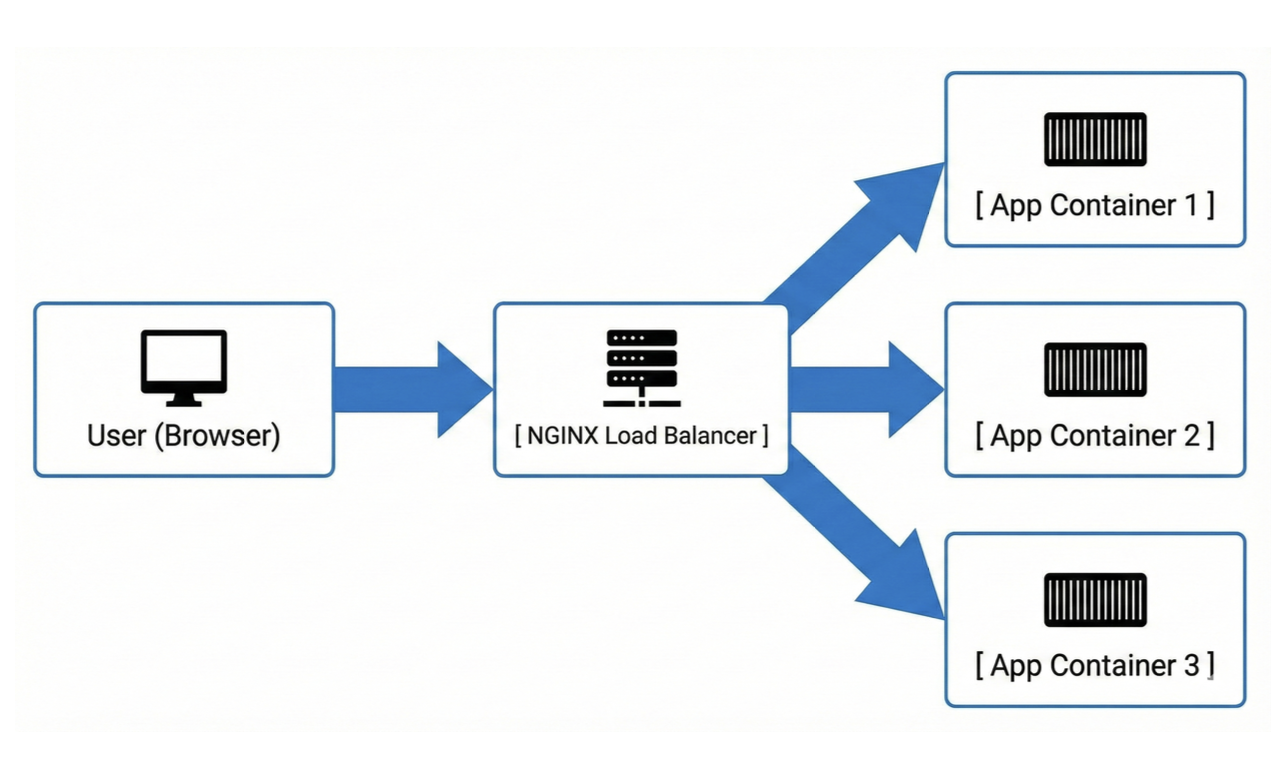 User (Browser)
[ NGINX Load Balancer ]
[ App Container 1 ]
[ App Container 2 ]
[ App Container 3 ]